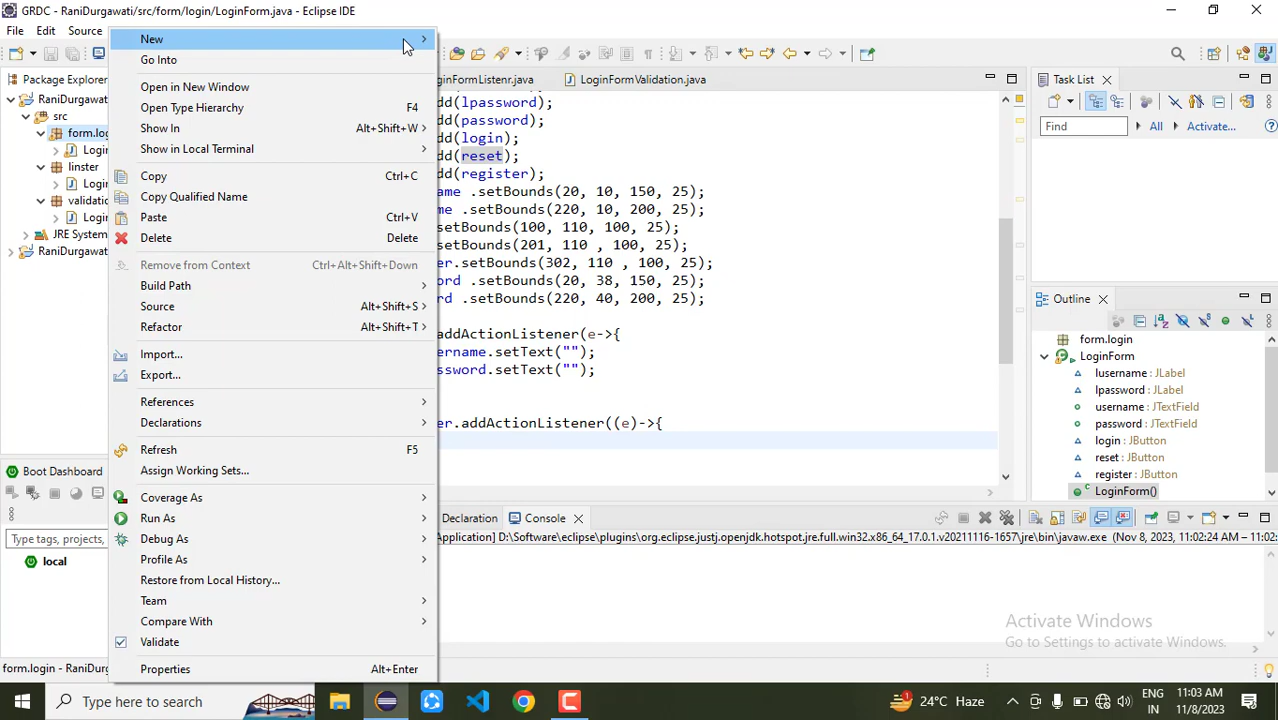 GRDC - RaniDurgawati/src/form/login/LoginForm.java - Eclipse IDE
File Edit Source
Package Explorer
RaniDurgawati
src
form.log
Login
linster
Login
validatio
Login
JRE System
RaniDurgawati
New
Go Into
Open in New Window
Open Type Hierarchy F4
Show In Alt+Shift+W
Show in Local Terminal
Copy Ctrl+C
Copy Qualified Name
Paste Ctrl+V
Delete Delete
Remove from Context Ctrl+Alt+Shift+Down
Build Path
Source Alt+Shift+S
Refactor Alt+Shift+T
Import...
Export...
References
Declarations
Refresh F5
Assign Working Sets...
Coverage As
Run As
Debug As
Profile As
Restore from Local History...
Team
Compare With
Validate
Properties Alt+Enter
ginFormListenr.java LoginFormValidation.java
dd(lpassword);
dd(password);
dd(login);
dd(reset);
dd(register);
ame .setBounds(20, 10, 150, 25);
me .setBounds(220, 10, 200, 25);
setBounds(100, 110, 100, 25);
setBounds(201, 110 , 100, 25);
er.setBounds(302, 110 , 100, 25);
ord .setBounds(20, 38, 150, 25);
rd .setBounds(220, 40, 200, 25);
addActionListener(e->{
ername.setText("");
assword.setText("");
er.addActionListener((e)->{
Task List
Find All Activate...
Outline
form.login
LoginForm
lusername : JLabel
lpassword : JLabel
username : JTextField
password : JTextField
login : JButton
reset : JButton
register : JButton
LoginForm()
Boot Dashboard
Type tags, projects,
local
Declaration Console
Application] D:\Software\eclipse\plugins\org.eclipse.justj.openjdk.hotspot.jre.full.win32.x86_64_17.0.1.v20211116-1657\jre\bin\javaw.exe (Nov 8, 2023, 11:02:24 AM – 11:0
Activate Windows
Go to Settings to activate Windows.
form.login - RaniDurgaw
Type here to search
24°C Haze
ENG
IN
11:03 AM
11/8/2023